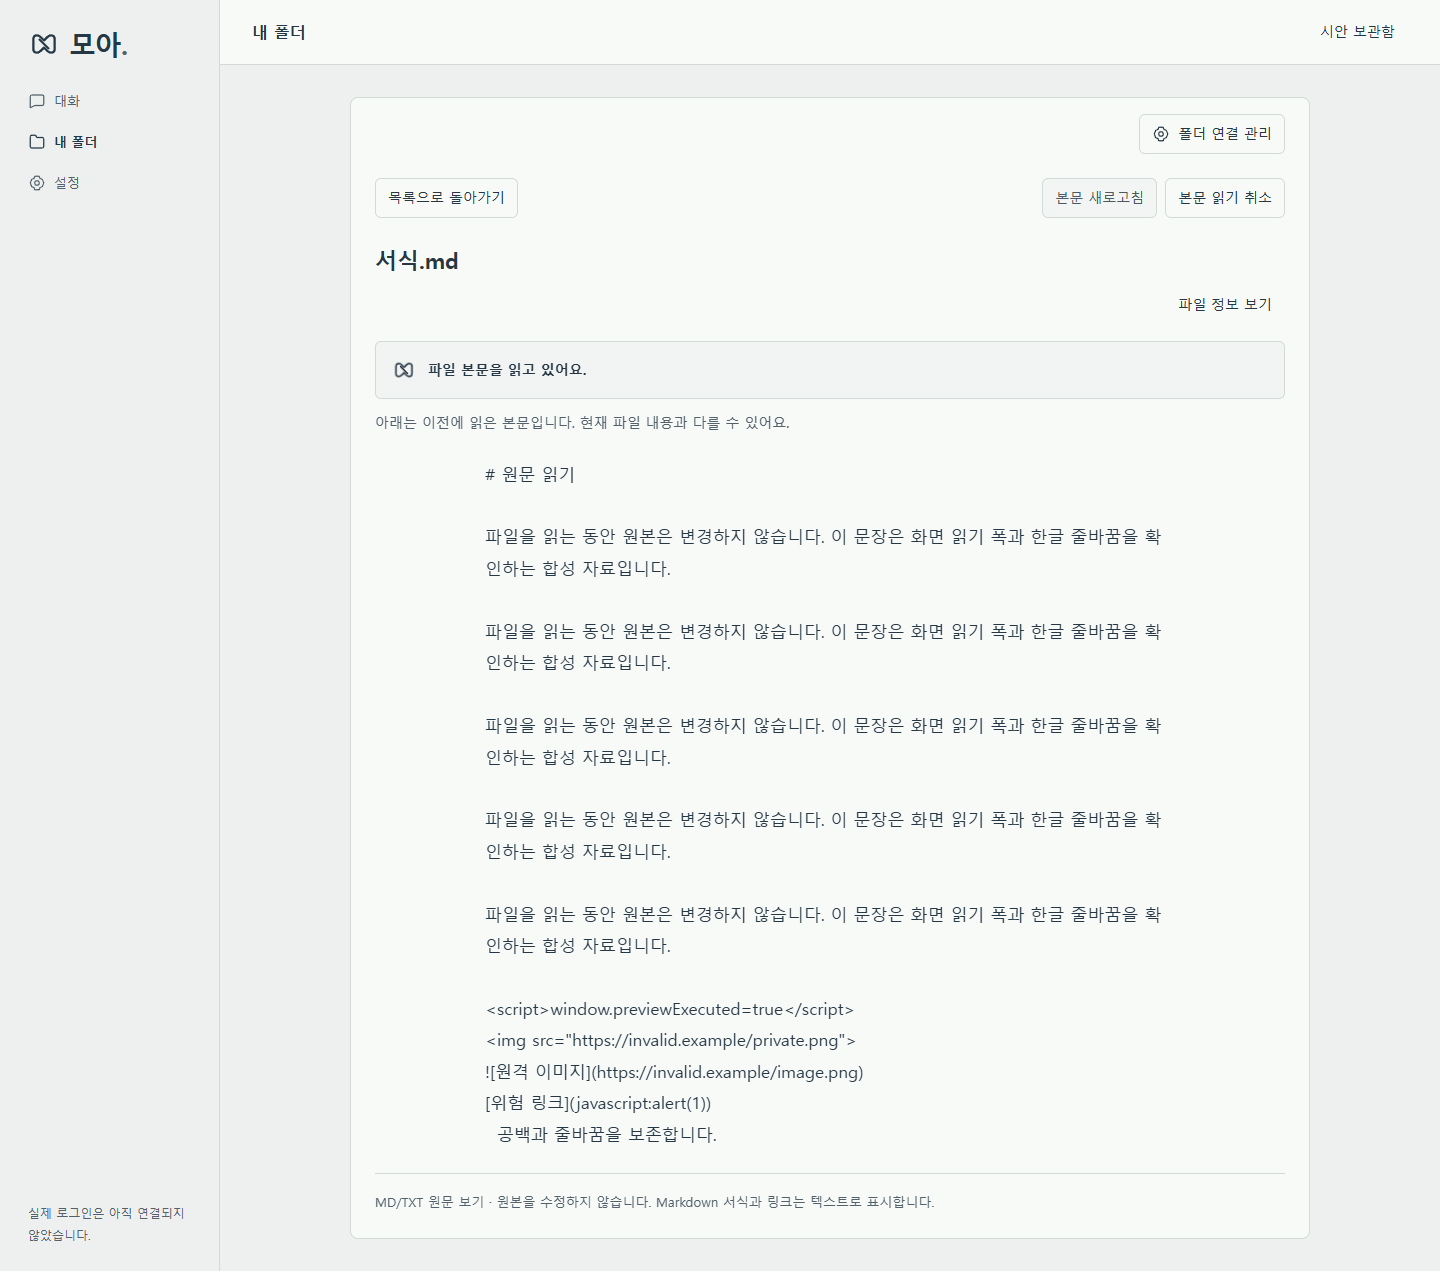 모아.
대화
내 폴더
설정
실제 로그인은 아직 연결되지
않았습니다.
내 폴더
시안 보관함
폴더 연결 관리
목록으로 돌아가기
본문 새로고침
본문 읽기 취소
서식.md
파일 정보 보기
파일 본문을 읽고 있어요.
아래는 이전에 읽은 본문입니다. 현재 파일 내용과 다를 수 있어요.
# 원문 읽기
파일을 읽는 동안 원본은 변경하지 않습니다. 이 문장은 화면 읽기 폭과 한글 줄바꿈을 확
인하는 합성 자료입니다.
파일을 읽는 동안 원본은 변경하지 않습니다. 이 문장은 화면 읽기 폭과 한글 줄바꿈을 확
인하는 합성 자료입니다.
파일을 읽는 동안 원본은 변경하지 않습니다. 이 문장은 화면 읽기 폭과 한글 줄바꿈을 확
인하는 합성 자료입니다.
파일을 읽는 동안 원본은 변경하지 않습니다. 이 문장은 화면 읽기 폭과 한글 줄바꿈을 확
인하는 합성 자료입니다.
파일을 읽는 동안 원본은 변경하지 않습니다. 이 문장은 화면 읽기 폭과 한글 줄바꿈을 확
인하는 합성 자료입니다.
<script>window.previewExecuted=true</script>
<img src="https://invalid.example/private.png">
![원격 이미지](https://invalid.example/image.png)
[위험 링크](javascript:alert(1))
공백과 줄바꿈을 보존합니다.
MD/TXT 원문 보기 · 원본을 수정하지 않습니다. Markdown 서식과 링크는 텍스트로 표시합니다.